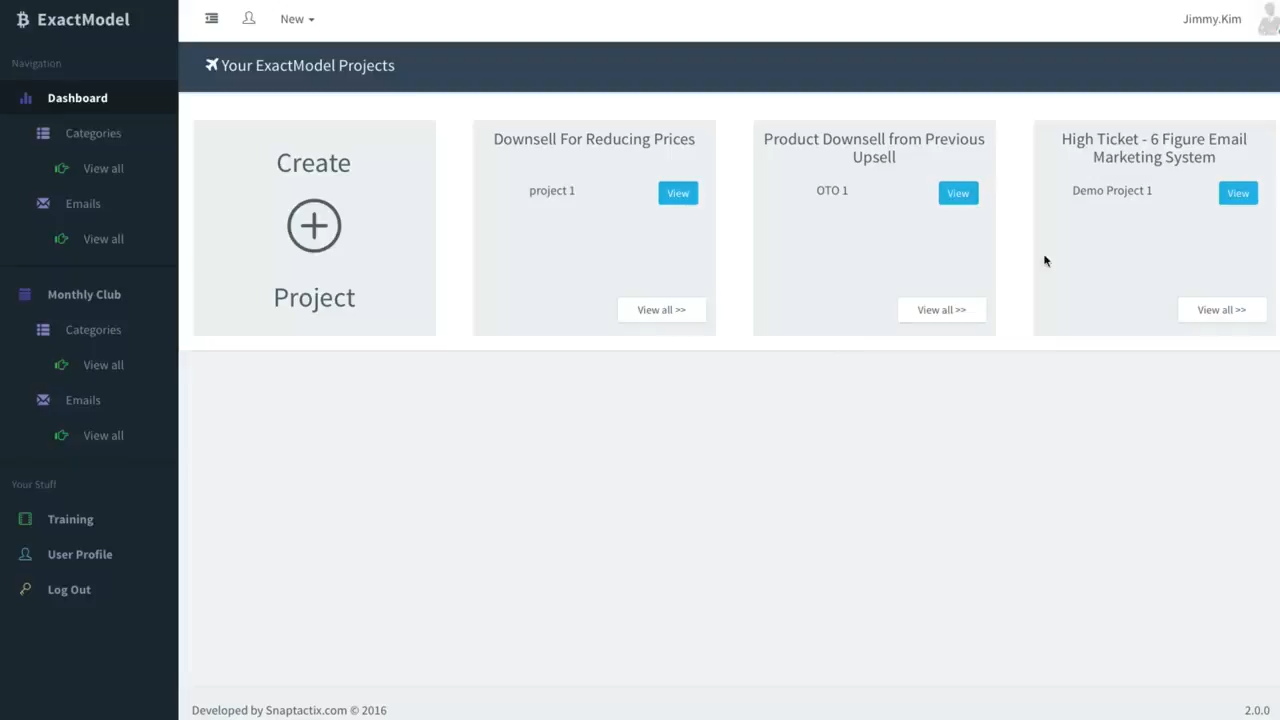 ExactModel
New
Jimmy.Kim
Navigation
Your ExactModel Projects
Dashboard
Categories
View all
Emails
View all
Monthly Club
Categories
View all
Emails
View all
Your Stuff
Training
User Profile
Log Out
Create
Project
Downsell For Reducing Prices
project 1
View
View all >>
Product Downsell from Previous
Upsell
OTO 1
View
View all >>
High Ticket - 6 Figure Email
Marketing System
Demo Project 1
View
View all >>
Developed by Snaptactix.com © 2016
2.0.0